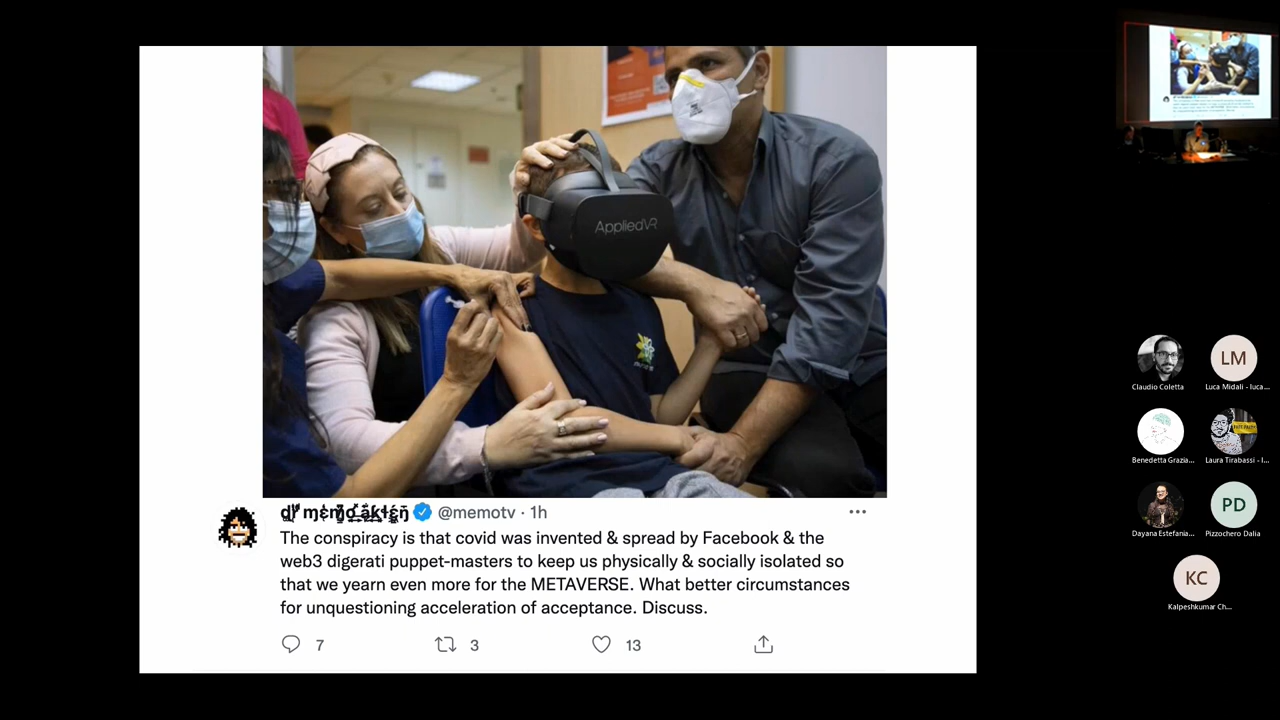 AppliedVR
@memotv · 1h
The conspiracy is that covid was invented & spread by Facebook & the
web3 digerati puppet-masters to keep us physically & socially isolated so
that we yearn even more for the METAVERSE. What better circumstances
for unquestioning acceleration of acceptance. Discuss.
7 3 13
Claudio Coletta
LM
Luca Midali - luca...
Benedetta Grazia...
Laura Tirabassi - l...
Dayana Estefania...
PD
Pizzochero Dalia
KC
Kalpeshkumar Ch...